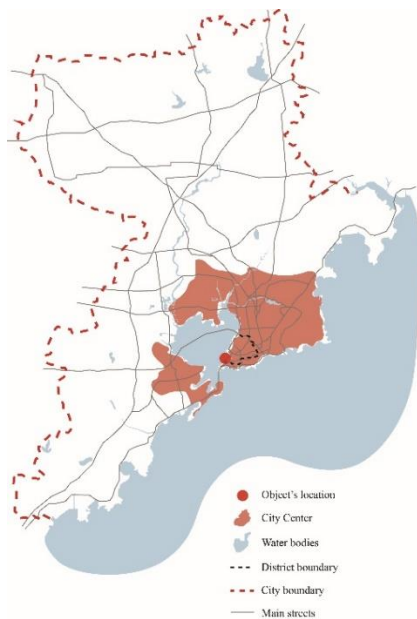 Object's location
City Center
Water bodies
District boundary
City boundary
Main streets